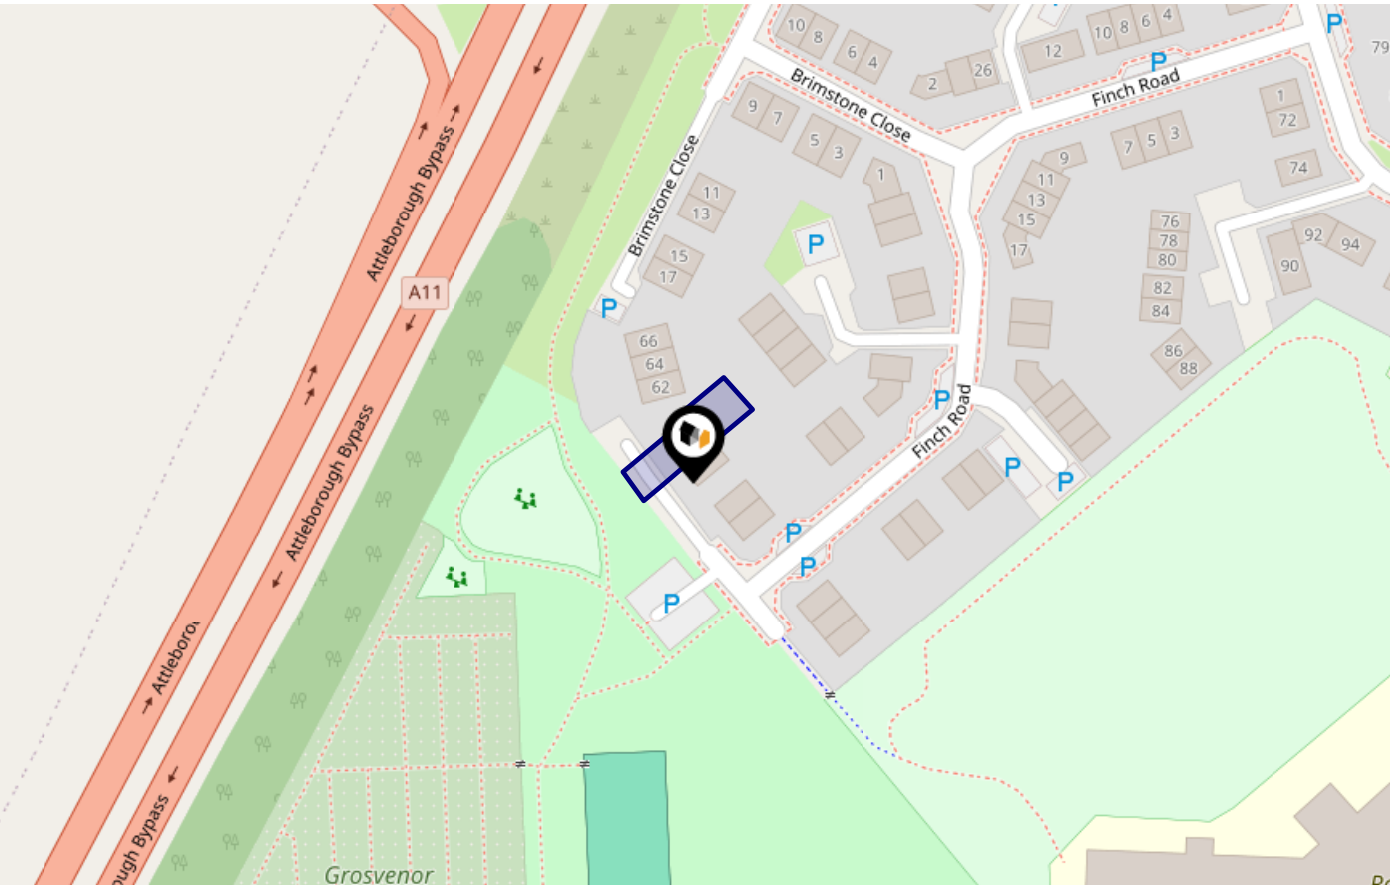 10
8
6
4
2
26
12
10
8
6
4
P
P
P
79
Finch Road
Brimstone Close
9
7
5
3
1
7
5
3
1
72
74
9
11
13
15
17
Attleborough Bypass
Brimstone Close
11
13
15
17
P
P
76
78
80
82
84
92
94
90
86
88
A11
66
64
62
P
Finch Road
P
P
Attleborough Bypass
P
P
P
Attleboro
ough Bypass
Grosvenor